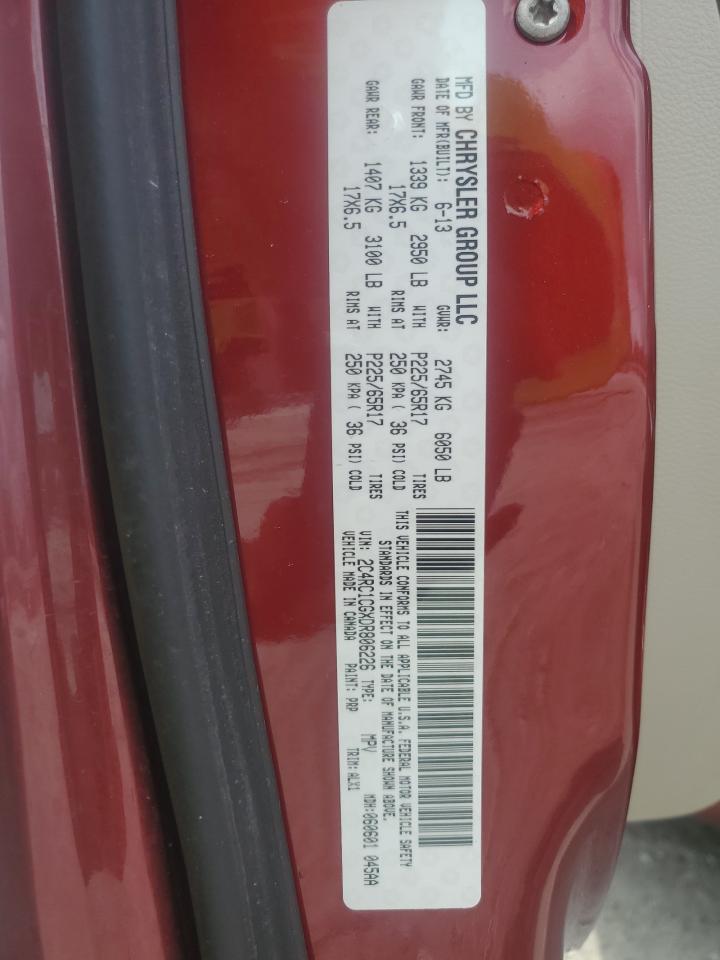 MFD BY CHRYSLER GROUP LLC
DATE OF MFR(BUILT): 6-13 GVWR: 2745 KG 6050 LB
GAWR FRONT: 1339 KG 2950 LB WITH P225/65R17 TIRES
17X6.5 RIMS AT 250 KPA ( 36 PSI) COLD
GAWR REAR: 1407 KG 3100 LB WITH P225/65R17 TIRES
17X6.5 RIMS AT 250 KPA ( 36 PSI) COLD
THIS VEHICLE CONFORMS TO ALL APPLICABLE U.S.A. FEDERAL MOTOR VEHICLE SAFETY
STANDARDS IN EFFECT ON THE DATE OF MANUFACTURE SHOWN ABOVE.
VIN: 2C4RC1CGXDR806226 TYPE: MPV MDH:060601 045AA
VEHICLE MADE IN CANADA PAINT: PRP TRIM: ALX1